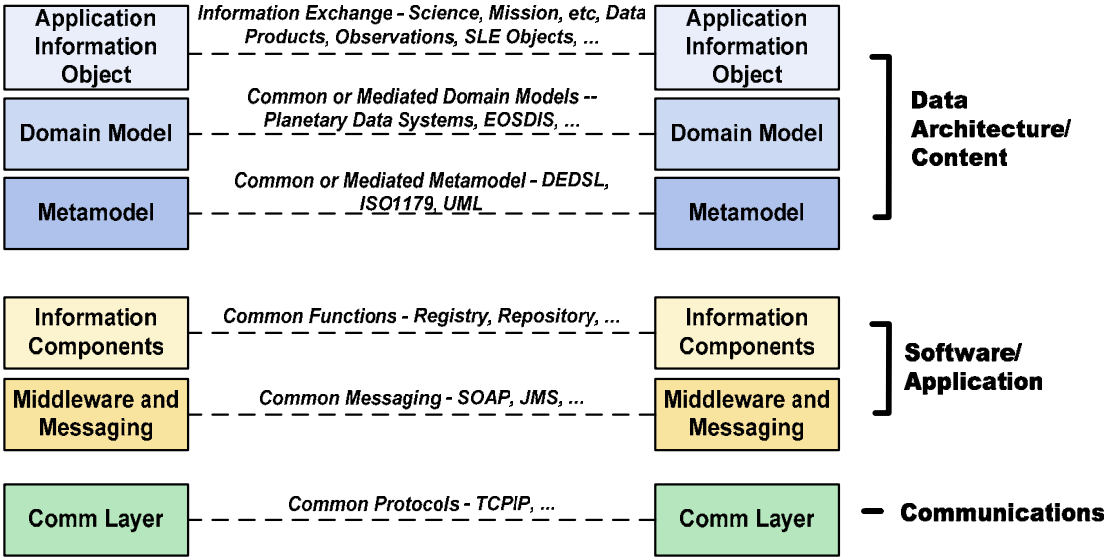 Application
Information
Object
Information Exchange - Science, Mission, etc, Data
Products, Observations, SLE Objects, ...
Application
Information
Object
Domain Model
Common or Mediated Domain Models --
Planetary Data Systems, EOSDIS, ...
Domain Model
Metamodel
Common or Mediated Metamodel - DEDSL,
ISO1179, UML
Metamodel
Data
Architecture/
Content
Information
Components
Common Functions - Registry, Repository, ...
Information
Components
Middleware and
Messaging
Common Messaging - SOAP, JMS, ...
Middleware and
Messaging
Software/
Application
Comm Layer
Common Protocols - TCPIP, ...
Comm Layer
Communications